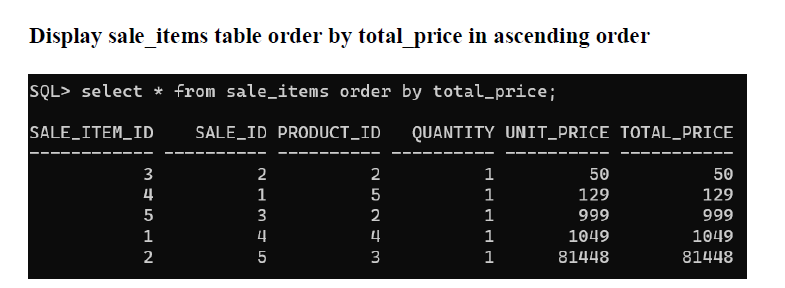 Display sale_items table order by total_price in ascending order
SQL> select * from sale_items order by total_price;
SALE_ITEM_ID SALE_ID PRODUCT_ID QUANTITY UNIT_PRICE TOTAL_PRICE
------------ ---------- ---------- ---------- ---------- -----------
3 2 2 1 50 50
4 1 5 1 129 129
5 3 2 1 999 999
1 4 4 1 1049 1049
2 5 3 1 81448 81448